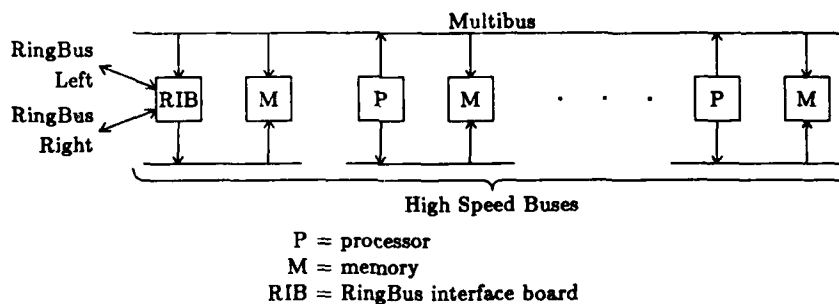 Multibus
RingBus
Left
RingBus
Right
RIB
M
P
M
. . .
P
M
High Speed Buses
P = processor
M = memory
RIB = RingBus interface board